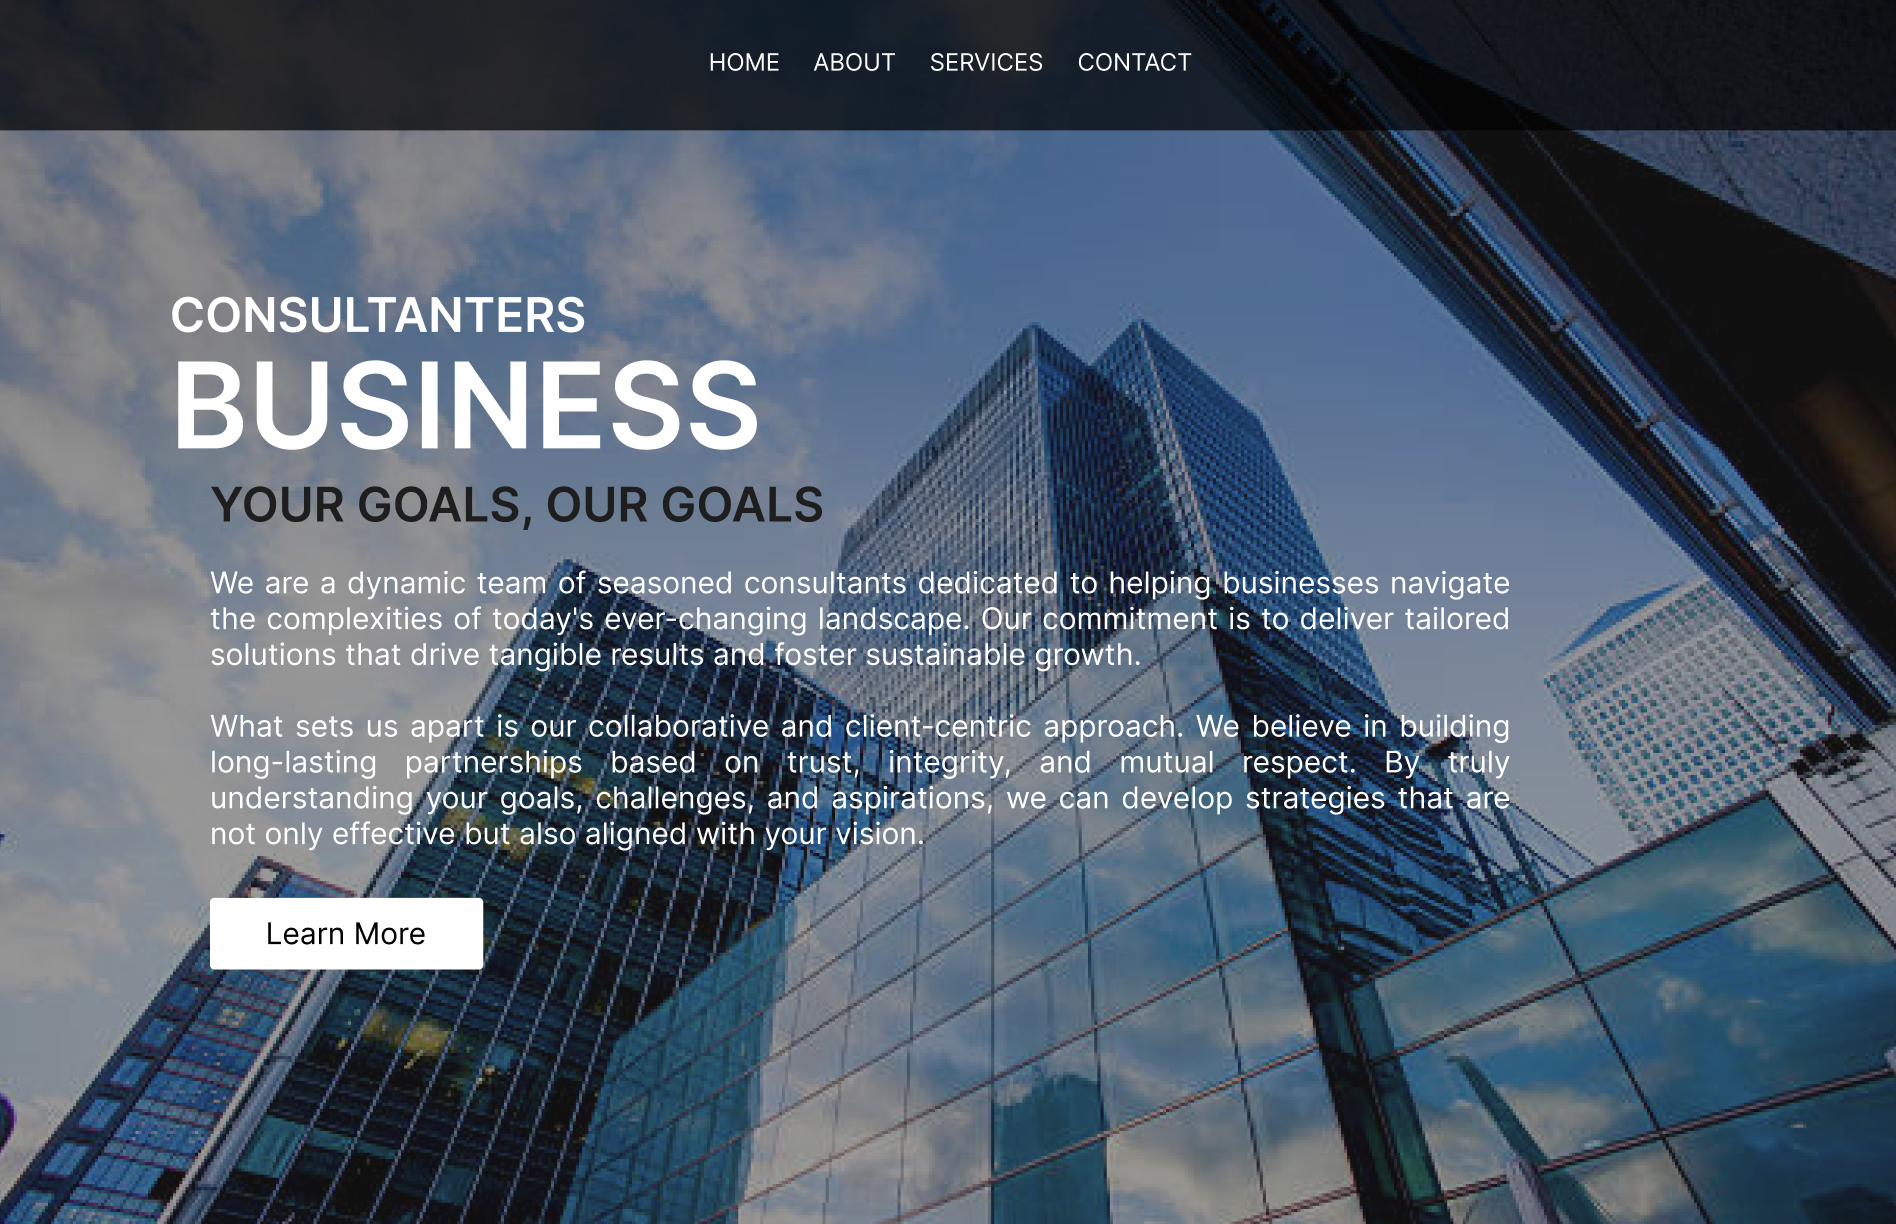 HOME ABOUT SERVICES CONTACT
CONSULTANTERS
BUSINESS
YOUR GOALS, OUR GOALS
We are a dynamic team of seasoned consultants dedicated to helping businesses navigate
the complexities of today's ever-changing landscape. Our commitment is to deliver tailored
solutions that drive tangible results and foster sustainable growth.
What sets us apart is our collaborative and client-centric approach. We believe in building
long-lasting partnerships based on trust, integrity, and mutual respect. By truly
understanding your goals, challenges, and aspirations, we can develop strategies that are
not only effective but also aligned with your vision.
Learn More